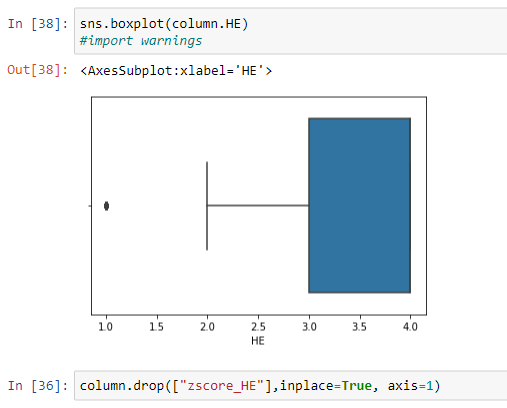 In [38]: sns.boxplot(column.HE)
#import warnings
Out[38]: <AxesSubplot:xlabel='HE'>
1.0 1.5 2.0 2.5 3.0 3.5 4.0
HE
In [36]: column.drop(["zscore_HE"],inplace=True, axis=1)